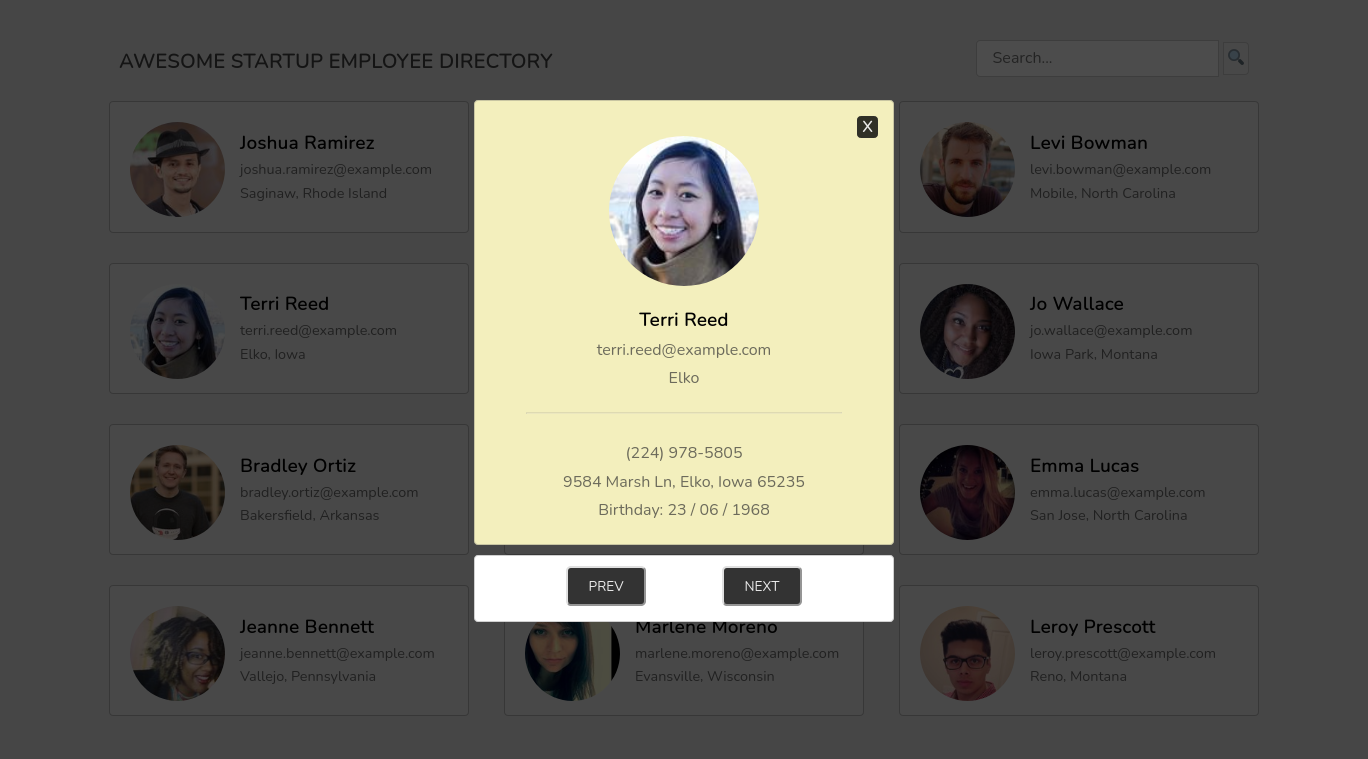 AWESOME STARTUP EMPLOYEE DIRECTORY
Search...
Joshua Ramirez
joshua.ramirez@example.com
Saginaw, Rhode Island
Levi Bowman
levi.bowman@example.com
Mobile, North Carolina
Terri Reed
terri.reed@example.com
Elko, Iowa
Jo Wallace
jo.wallace@example.com
Iowa Park, Montana
Bradley Ortiz
bradley.ortiz@example.com
Bakersfield, Arkansas
Emma Lucas
emma.lucas@example.com
San Jose, North Carolina
Jeanne Bennett
jeanne.bennett@example.com
Vallejo, Pennsylvania
Marlene Moreno
marlene.moreno@example.com
Evansville, Wisconsin
Leroy Prescott
leroy.prescott@example.com
Reno, Montana
X
Terri Reed
terri.reed@example.com
Elko
(224) 978-5805
9584 Marsh Ln, Elko, Iowa 65235
Birthday: 23 / 06 / 1968
PREV
NEXT